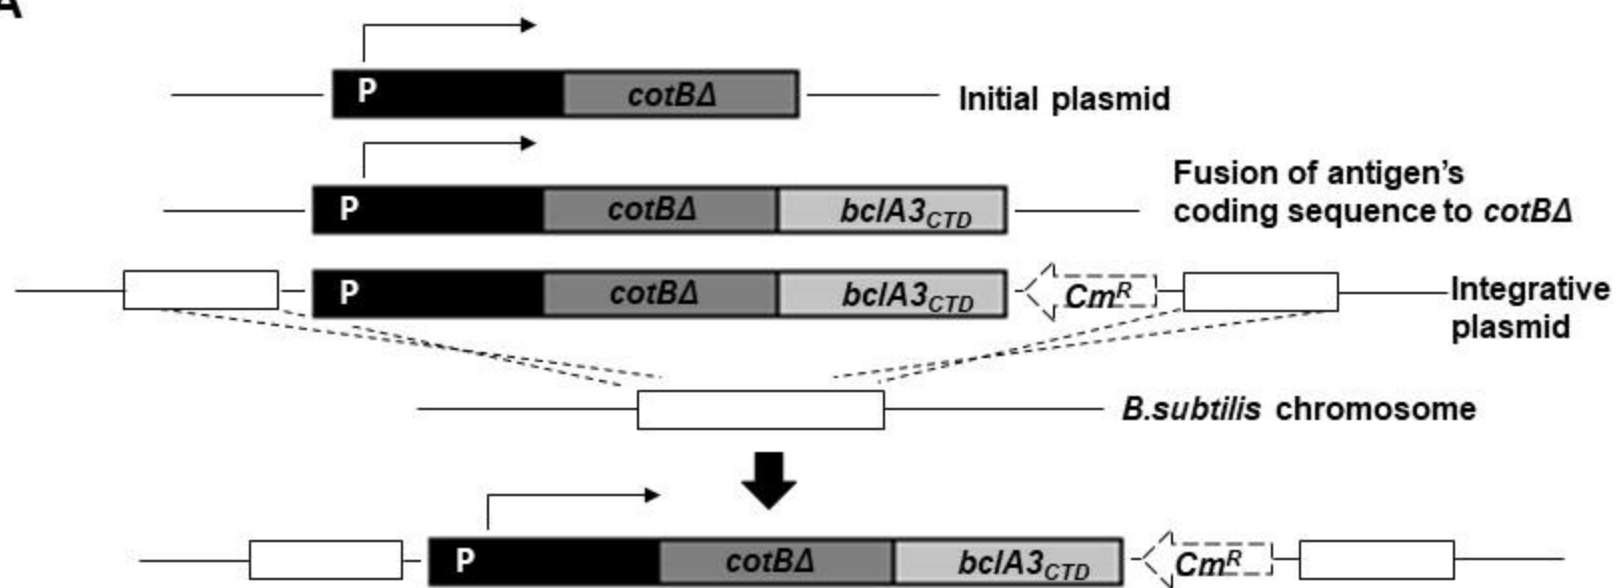 A
P cotBΔ Initial plasmid
Fusion of antigen's
P cotBΔ bclA3CTD coding sequence to cotBΔ
P cotBΔ bclA3CTD CmR Integrative
plasmid
B.subtilis chromosome
P cotBΔ bclA3CTD CmR